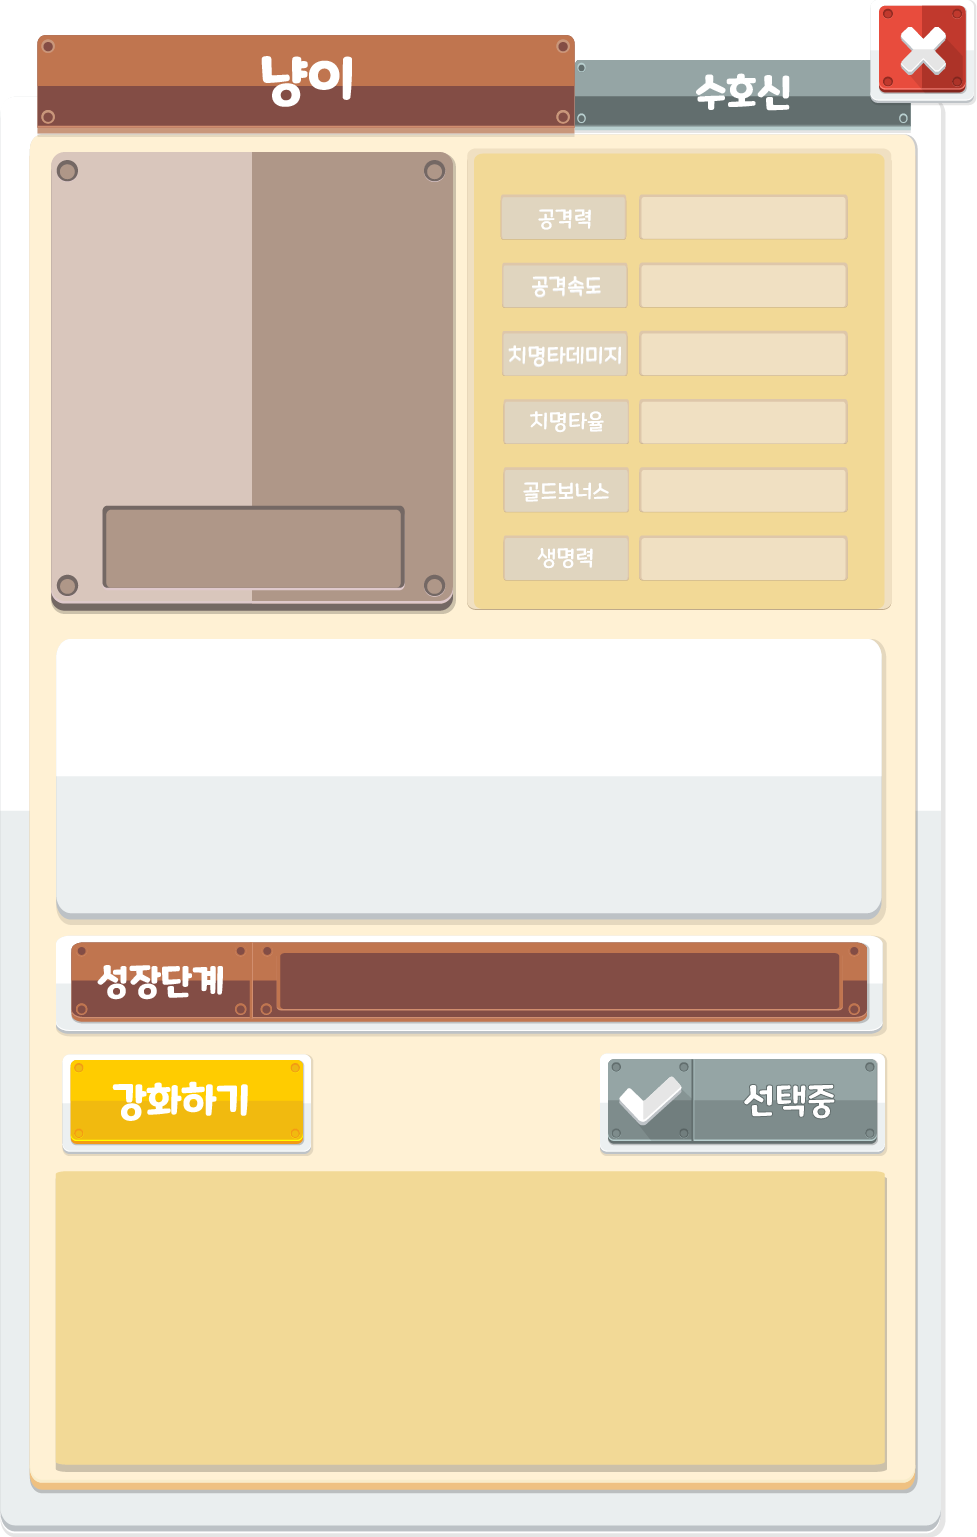 냥이
수호신
공격력
공격속도
치명타데미지
치명타율
골드보너스
생명력
성장단계
강화하기
선택중